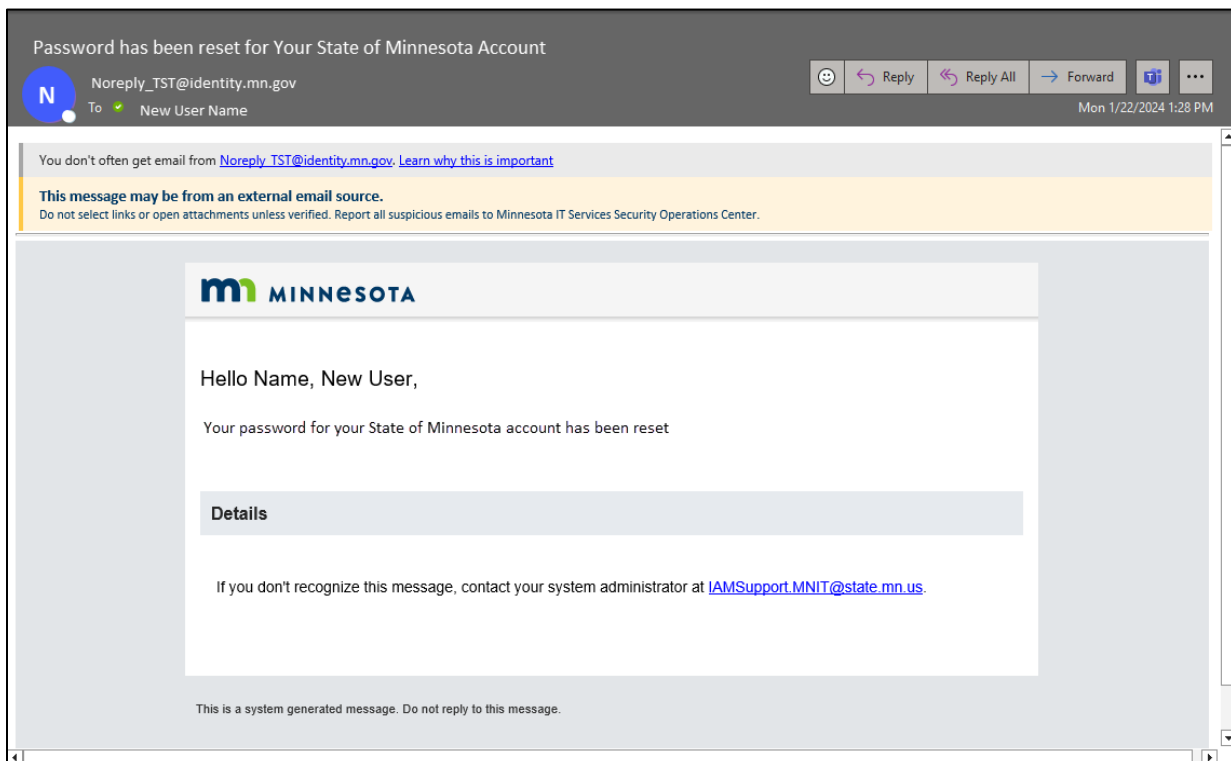 Password has been reset for Your State of Minnesota Account
N
Noreply_TST@identity.mn.gov
To New User Name
Reply
Reply All
Forward
Mon 1/22/2024 1:28 PM
You don't often get email from Noreply_TST@identity.mn.gov. Learn why this is important
This message may be from an external email source.
Do not select links or open attachments unless verified. Report all suspicious emails to Minnesota IT Services Security Operations Center.
mn MINNESOTA
Hello Name, New User,
Your password for your State of Minnesota account has been reset
Details
If you don't recognize this message, contact your system administrator at IAMSupport.MNIT@state.mn.us.
This is a system generated message. Do not reply to this message.